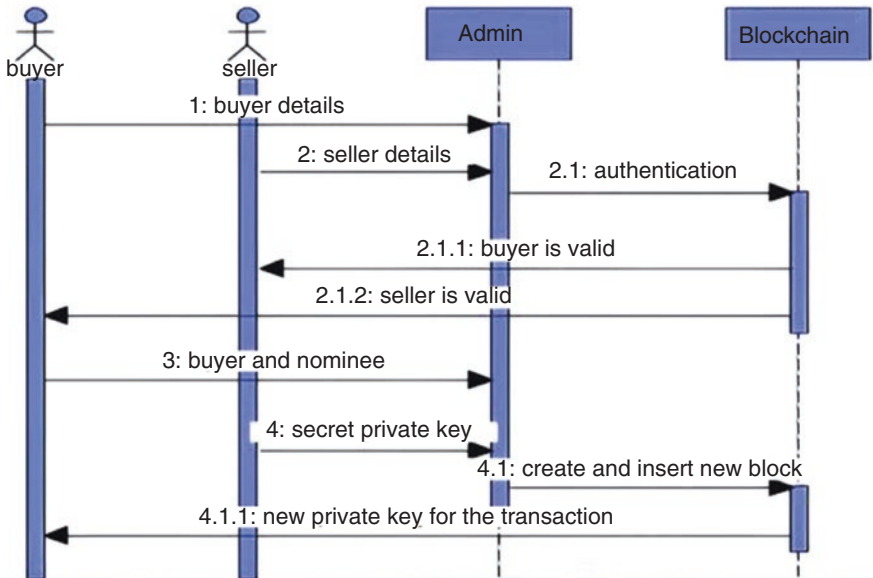 buyer
seller
Admin
Blockchain
1: buyer details
2: seller details
2.1: authentication
2.1.1: buyer is valid
2.1.2: seller is valid
3: buyer and nominee
4: secret private key
4.1: create and insert new block
4.1.1: new private key for the transaction